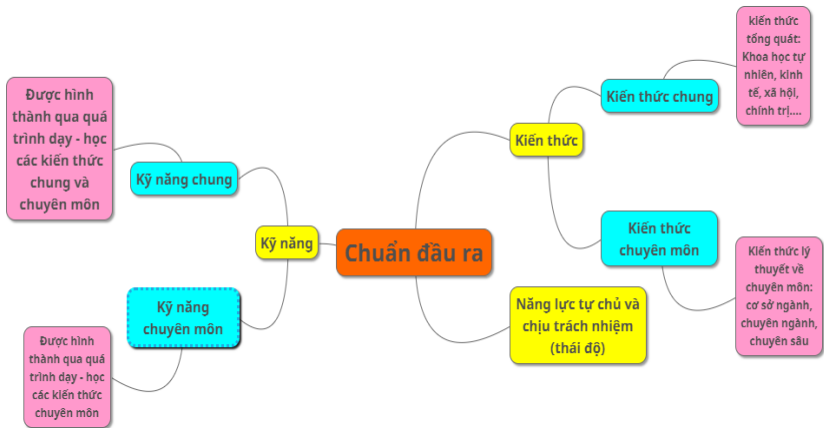 Chuẩn đầu ra
Kiến thức
Kiến thức chung
kiến thức
tổng quát:
Khoa học tự
nhiên, kinh
tế, xã hội,
chính trị....
Kiến thức
chuyên môn
Kiến thức lý
thuyết về
chuyên môn:
cơ sở ngành,
chuyên ngành,
chuyên sâu
Năng lực tự chủ và
chịu trách nhiệm
(thái độ)
Kỹ năng
Kỹ năng chung
Được hình
thành qua quá
trình dạy - học
các kiến thức
chung và
chuyên môn
Kỹ năng
chuyên môn
Được hình
thành qua quá
trình dạy - học
các kiến thức
chuyên môn